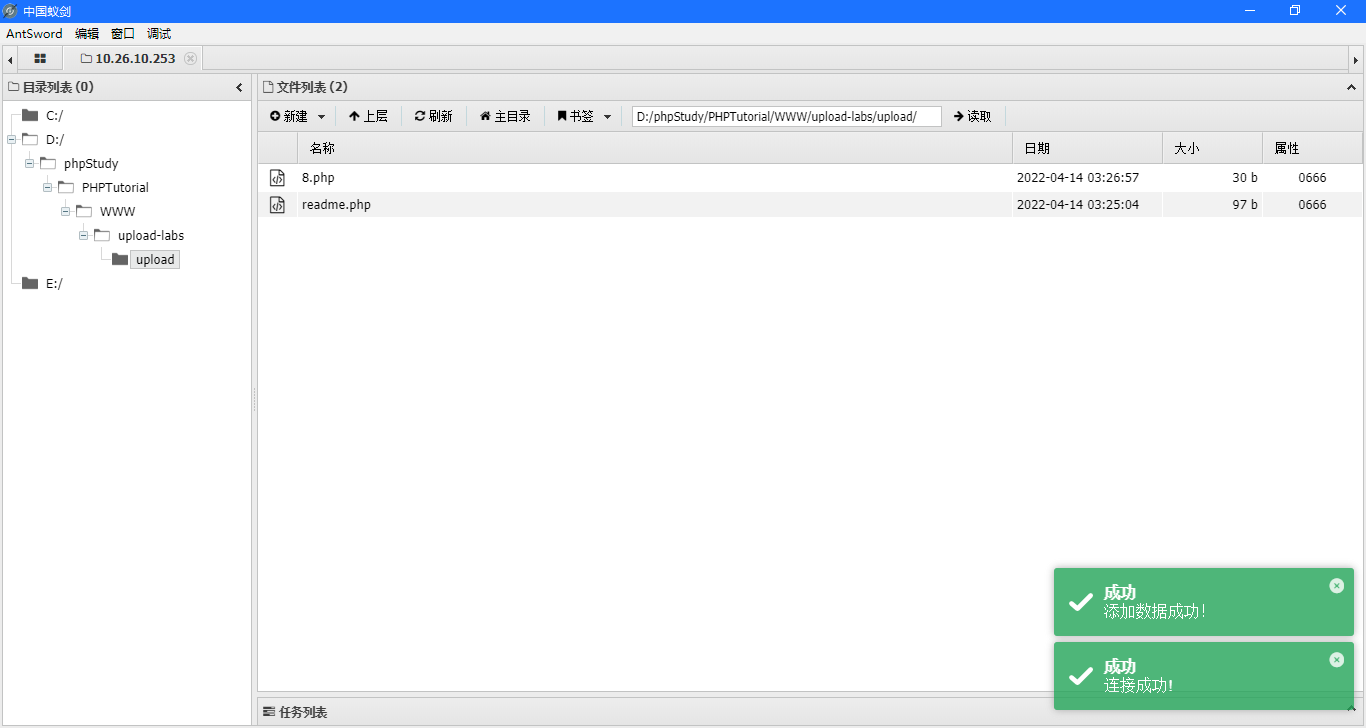 中国蚁剑
AntSword 编辑 窗口 调试
10.26.10.253
目录列表 (0)
C:/
D:/
phpStudy
PHPTutorial
WWW
upload-labs
upload
E:/
文件列表 (2)
新建 上层 刷新 主目录 书签 D:/phpStudy/PHPTutorial/WWW/upload-labs/upload/ 读取
名称 日期 大小 属性
8.php 2022-04-14 03:26:57 30 b 0666
readme.php 2022-04-14 03:25:04 97 b 0666
成功
添加数据成功!
成功
连接成功!
任务列表